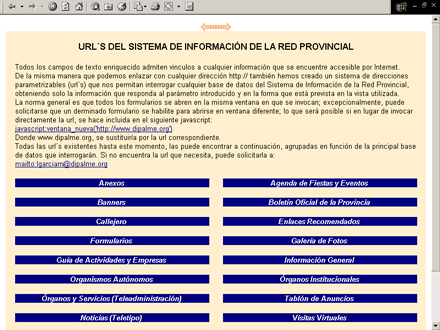 URL´S DEL SISTEMA DE INFORMACIÓN DE LA RED PROVINCIAL
Todos los campos de texto enriquecido admiten vinculos a cualquier información que se encuentre accesible por Internet.
De la misma manera que podemos enlazar con cualquier dirección http:// también hemos creado un sistema de direcciones
parametrizables (url´s) que nos permitan interrogar cualquier base de datos del Sistema de Información de la Red Provincial,
obteniendo solo la información que responda al parámetro introducido y en la forma que está prevista en la vista utilizada.
La norma general es que todos los formularios se abren en la misma ventana en que se invocan; excepcionalmente, puede
solicitarse que un derminado formulario se habilite para abrirse en ventana diferente; lo que será posible si en lugar de invocar
directamente la url, se hace incluida en el siguiente javascript:
javascript:ventana_nueva('http://www.dipalme.org')
Donde www.dipalme.org, se sustituiría por la url correspondiente.
Todas las url´s existentes hasta este momento, las puede encontrar a continuación, agrupadas en función de la principal base
de datos que interrogarán. Si no encuentra la url que necesita, puede solicitarla a:
mailto:lgarciam@dipalme.org
Anexos
Agenda de Fiestas y Eventos
Banners
Boletín Oficial de la Provincia
Callejero
Enlaces Recomendados
Formularios
Galería de Fotos
Guía de Actividades y Empresas
Información General
Organismos Autónomos
Órganos Institucionales
Órganos y Servicios (Teleadministración)
Tablón de Anuncios
Noticias (Teletipo)
Visitas Virtuales